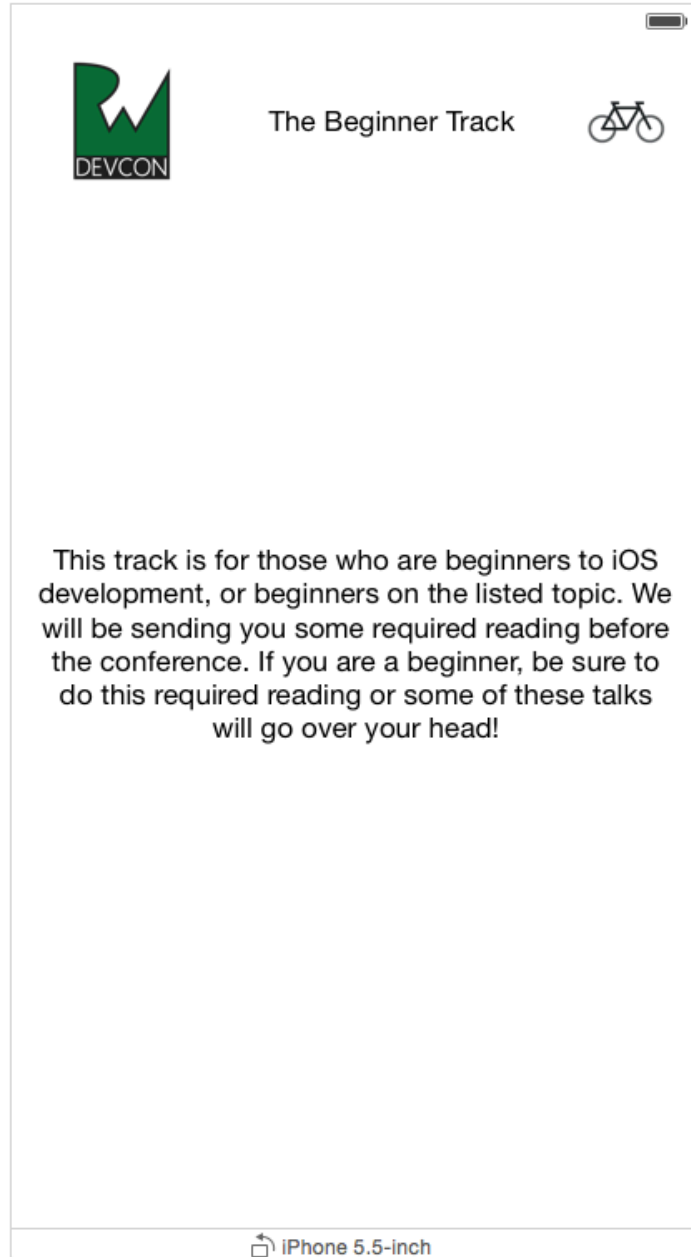 DEVCON
The Beginner Track
This track is for those who are beginners to iOS
development, or beginners on the listed topic. We
will be sending you some required reading before
the conference. If you are a beginner, be sure to
do this required reading or some of these talks
will go over your head!
iPhone 5.5-inch